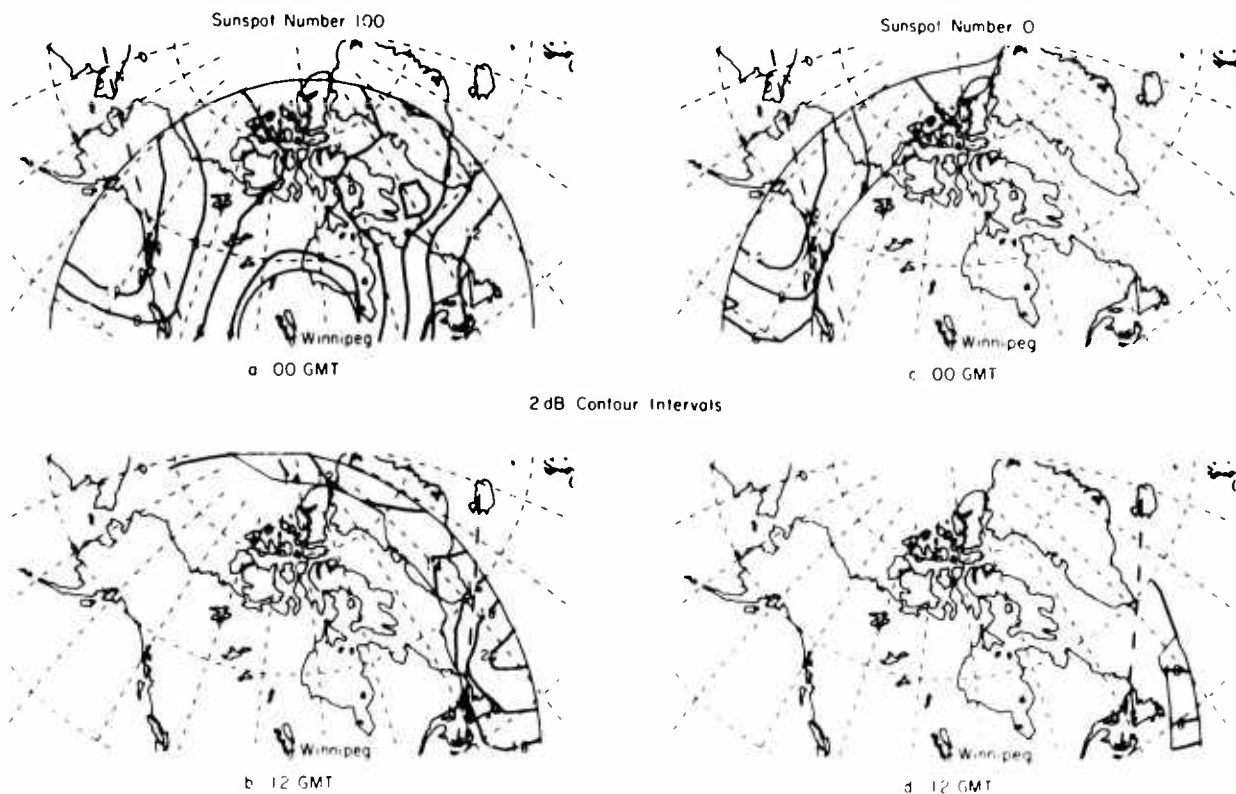 Sunspot Number 100
Sunspot Number 0
Winnipeg
Winnipeg
a 00 GMT
c 00 GMT
2 dB Contour Intervals
Winnipeg
Winnipeg
b 12 GMT
d 12 GMT